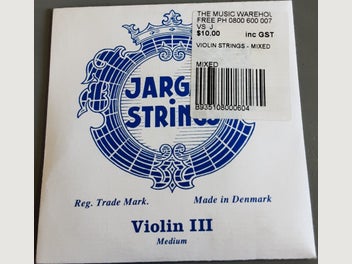 THE MUSIC WAREHOU
FREE PH 0800 600 007
VS J
$10.00 inc GST
VIOLIN STRINGS - MIXED
MIXED
B935108000604
JARG
STRINGS
Reg. Trade Mark. Made in Denmark
Violin III
Medium